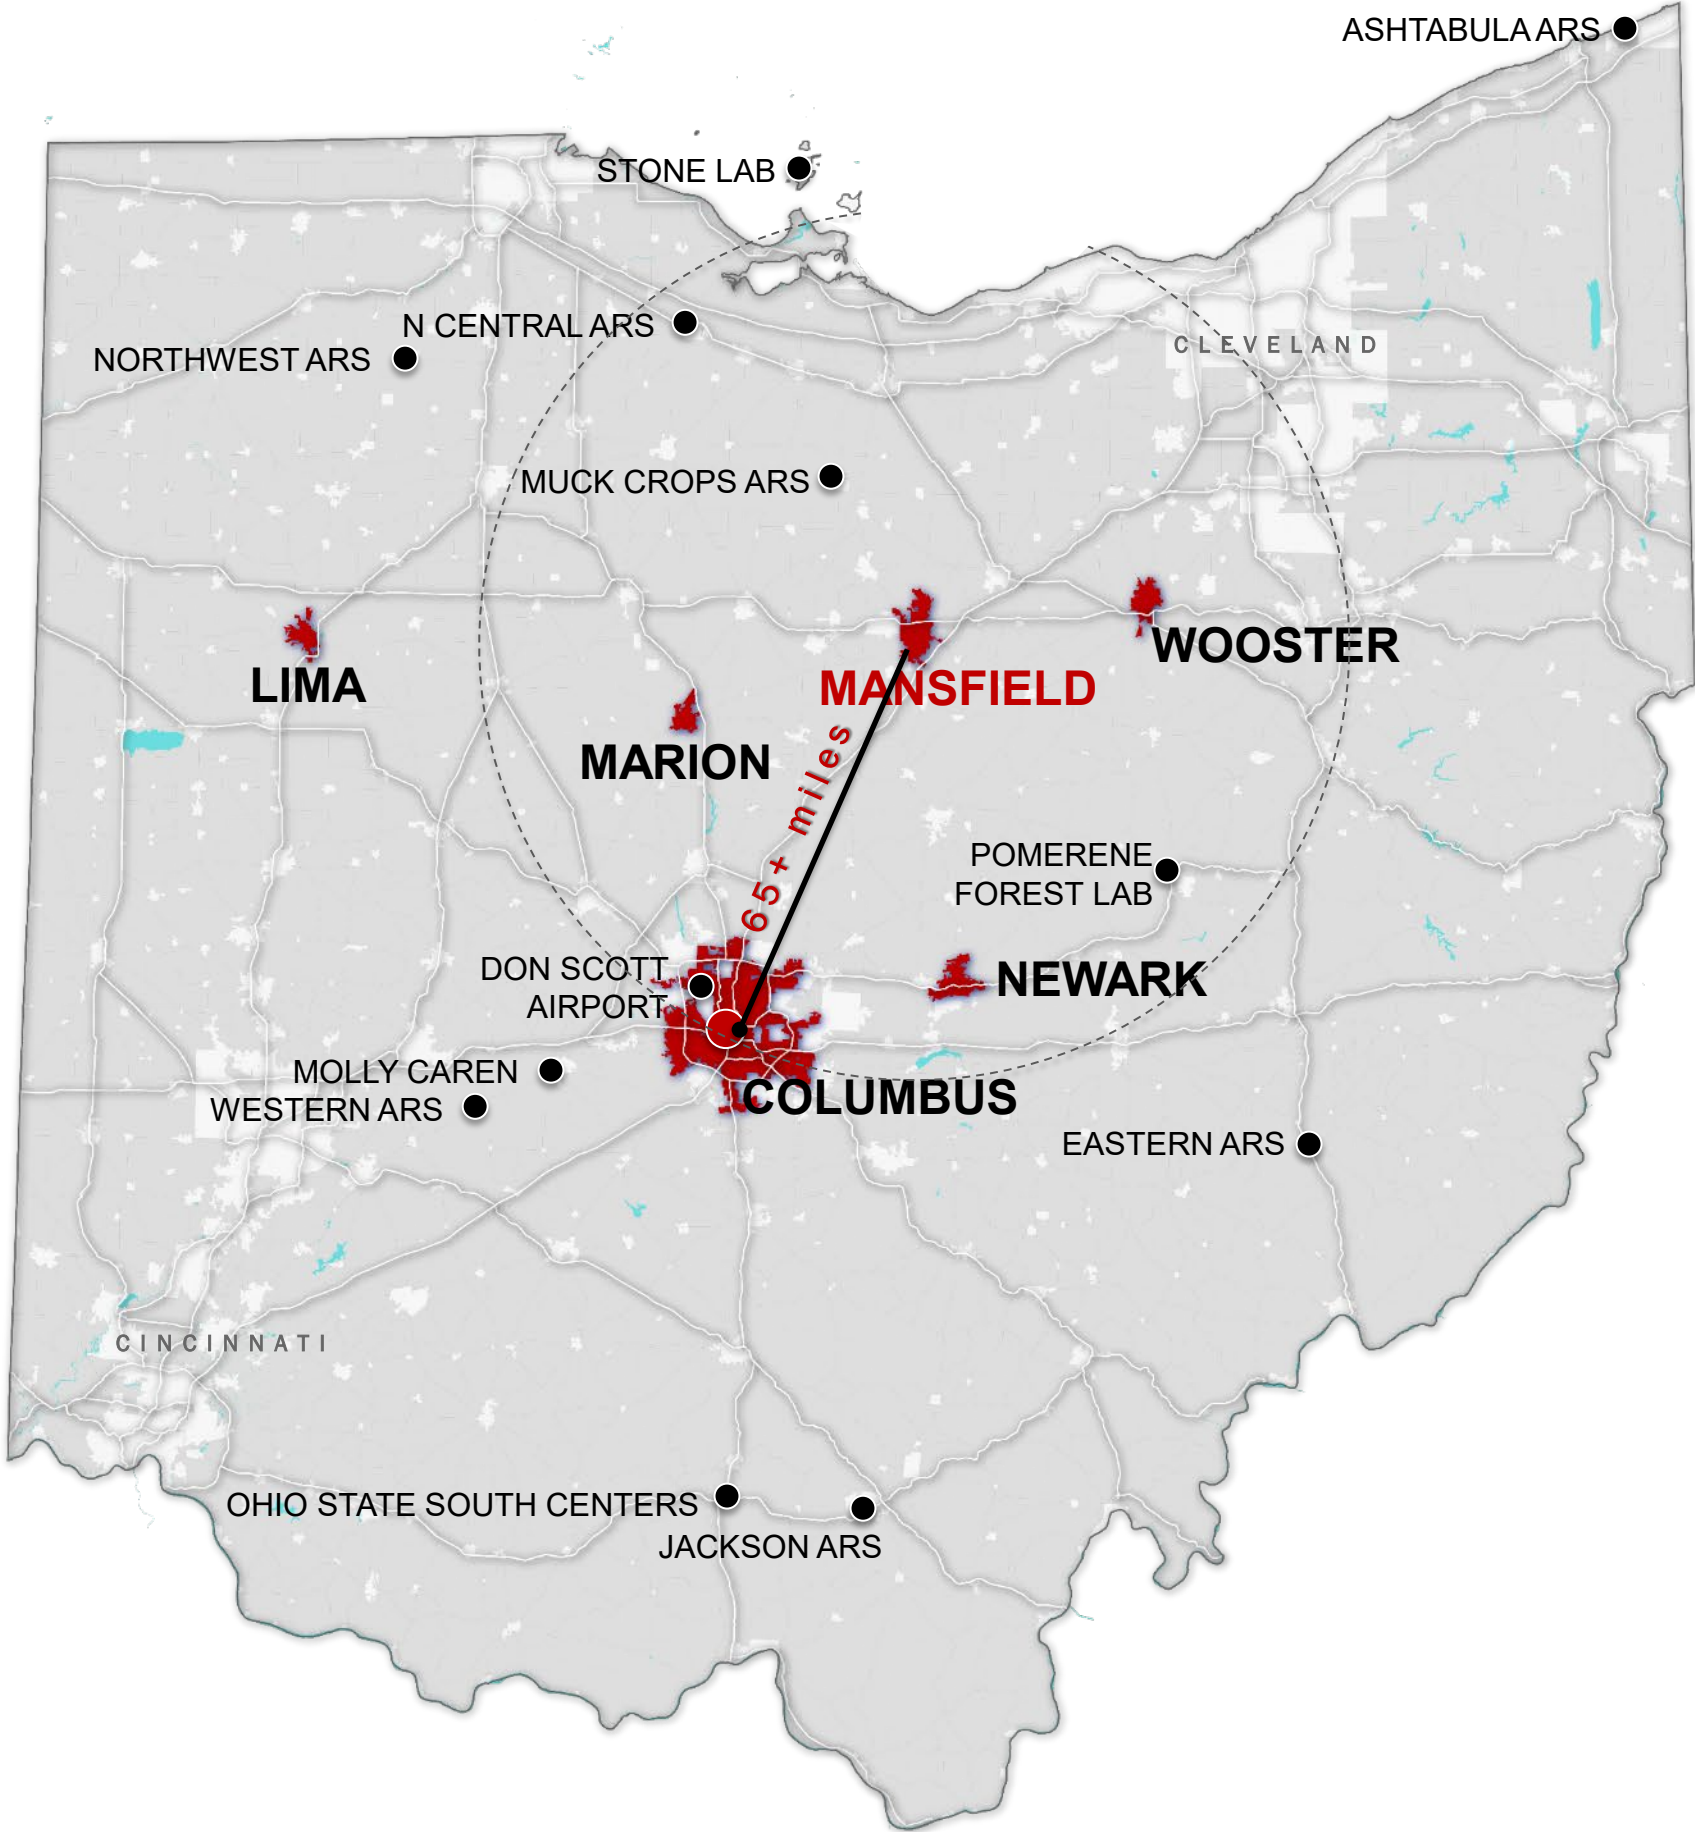 ASHTABULA ARS
STONE LAB
N CENTRAL ARS
NORTHWEST ARS
CLEVELAND
MUCK CROPS ARS
LIMA
MANSFIELD
WOOSTER
MARION
65+ miles
POMERENE
FOREST LAB
DON SCOTT
AIRPORT
NEWARK
MOLLY CAREN
WESTERN ARS
COLUMBUS
EASTERN ARS
CINCINNATI
OHIO STATE SOUTH CENTERS
JACKSON ARS